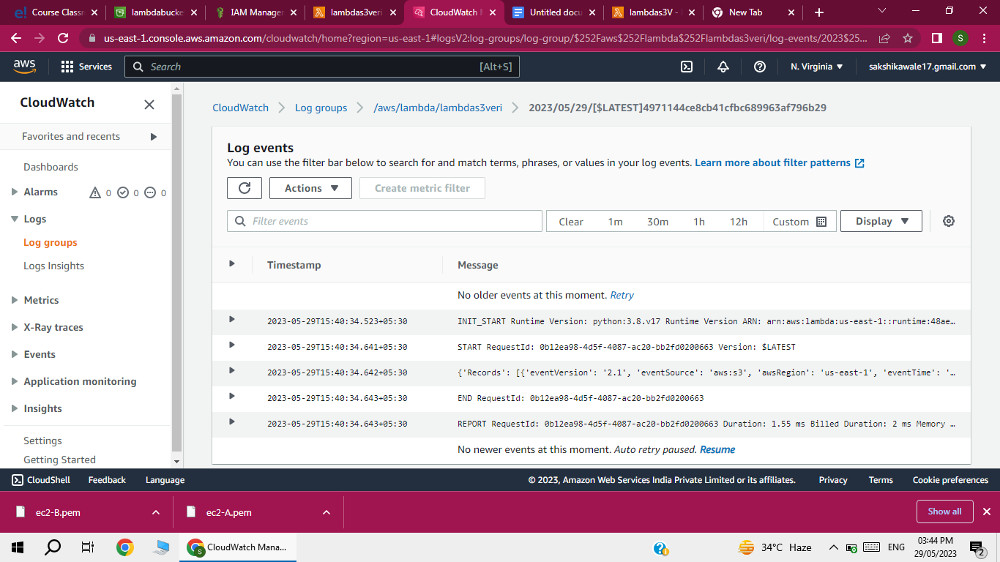 Course Classr
lambdabucke
IAM Manager
lambdas3veri
CloudWatch M
Untitled docu
lambdas3V -
New Tab
us-east-1.console.aws.amazon.com/cloudwatch/home?region=us-east-1#logsV2:log-groups/log-group/$252Faws$252Flambda$252Flambdas3veri/log-events/2023$25...
S
aws
Services
Search
[Alt+S]
N. Virginia
sakshikawale17.gmail.com
CloudWatch
Favorites and recents
Dashboards
Alarms 0 0 0
Logs
Log groups
Logs Insights
Metrics
X-Ray traces
Events
Application monitoring
Insights
Settings
Getting Started
CloudWatch > Log groups > /aws/lambda/lambdas3veri > 2023/05/29/[$LATEST]4971144ce8cb41cfbc689963af796b29
Log events
You can use the filter bar below to search for and match terms, phrases, or values in your log events. Learn more about filter patterns
Actions
Create metric filter
Filter events
Clear 1m 30m 1h 12h Custom
Display
Timestamp Message
No older events at this moment. Retry
2023-05-29T15:40:34.523+05:30 INIT_START Runtime Version: python:3.8.v17 Runtime Version ARN: arn:aws:lambda:us-east-1::runtime:48ae…
2023-05-29T15:40:34.641+05:30 START RequestId: 0b12ea98-4d5f-4087-ac20-bb2fd0200663 Version: $LATEST
2023-05-29T15:40:34.642+05:30 {'Records': [{'eventVersion': '2.1', 'eventSource': 'aws:s3', 'awsRegion': 'us-east-1', 'eventTime': '…
2023-05-29T15:40:34.643+05:30 END RequestId: 0b12ea98-4d5f-4087-ac20-bb2fd0200663
2023-05-29T15:40:34.643+05:30 REPORT RequestId: 0b12ea98-4d5f-4087-ac20-bb2fd0200663 Duration: 1.55 ms Billed Duration: 2 ms Memory …
No newer events at this moment. Auto retry paused. Resume
CloudShell Feedback Language © 2023, Amazon Web Services India Private Limited or its affiliates. Privacy Terms Cookie preferences
ec2-B.pem
ec2-A.pem
Show all
S
CloudWatch Mana...
34°C Haze
ENG
03:44 PM
29/05/2023
2